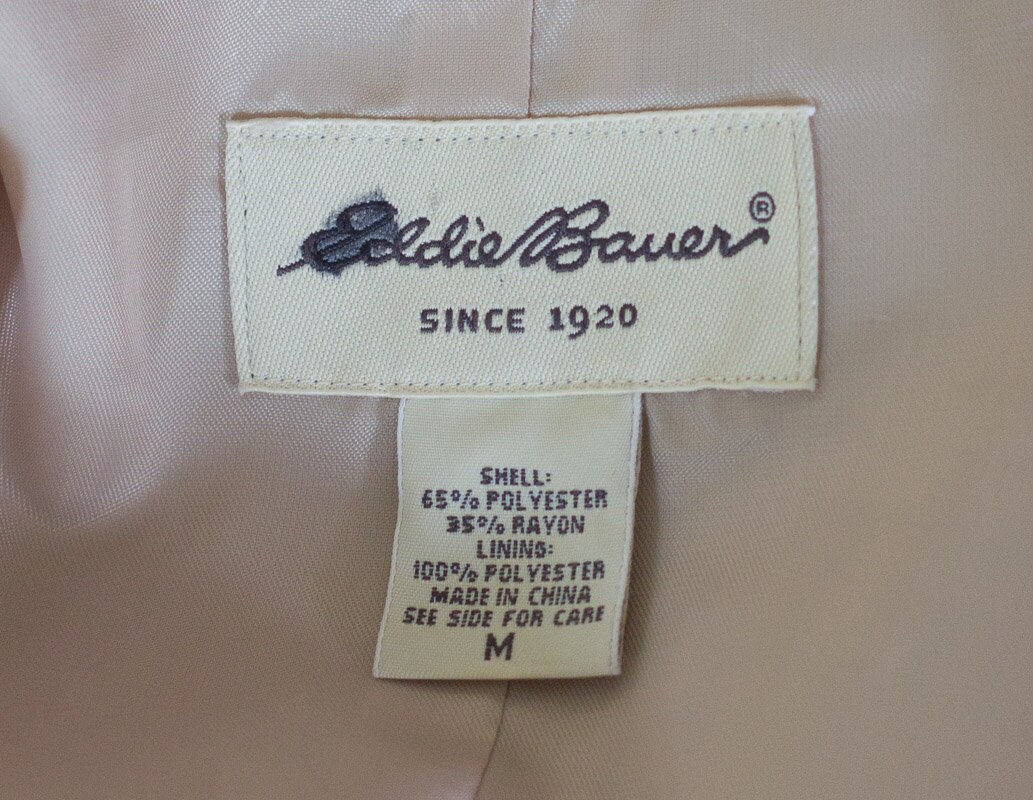 Eddie Bauer®
SINCE 1920
SHELL:
65% POLYESTER
35% RAYON
LINING:
100% POLYESTER
MADE IN CHINA
SEE SIDE FOR CARE
M